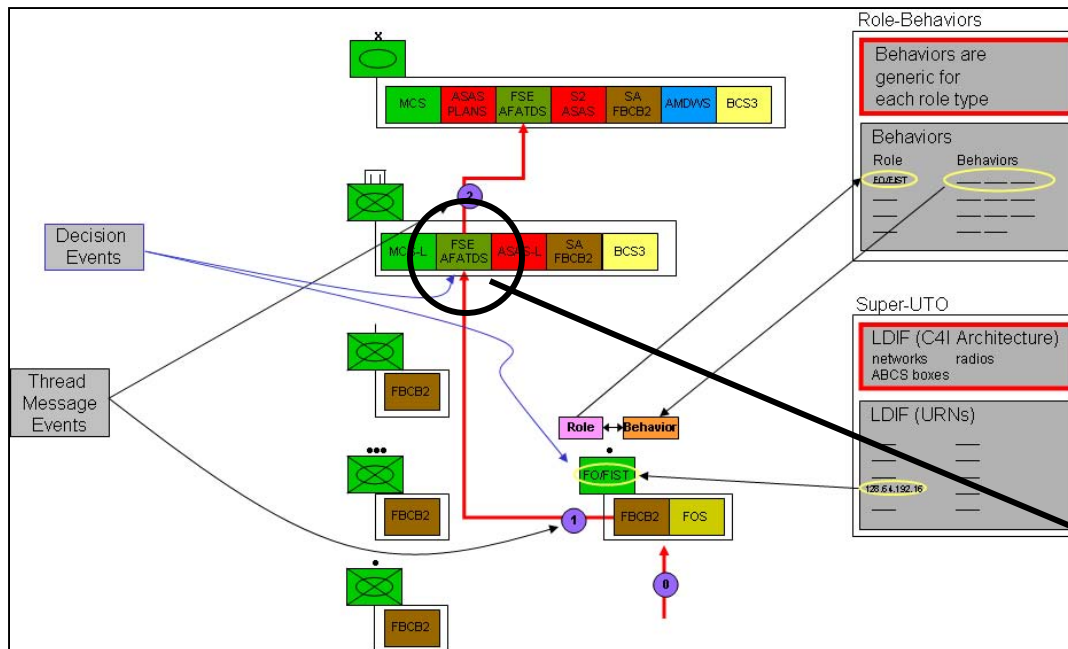 Role-Behaviors
Behaviors are
generic for
each role type
Behaviors
Role Behaviors
FO/FIST
X
MCS
ASAS
PLANS
FSE
AFATDS
S2
ASAS
SA
FBCB2
AMDWS
BCS3
2
Decision
Events
MCS-L
FSE
AFATDS
ASAS-L
SA
FBCB2
BCS3
Super-UTO
LDIF (C4I Architecture)
networks radios
ABCS boxes
LDIF (URNs)
128.64.192.16
Thread
Message
Events
FBCB2
Role
Behavior
FO/FIST
FBCB2
1
FBCB2
FOS
0
FBCB2